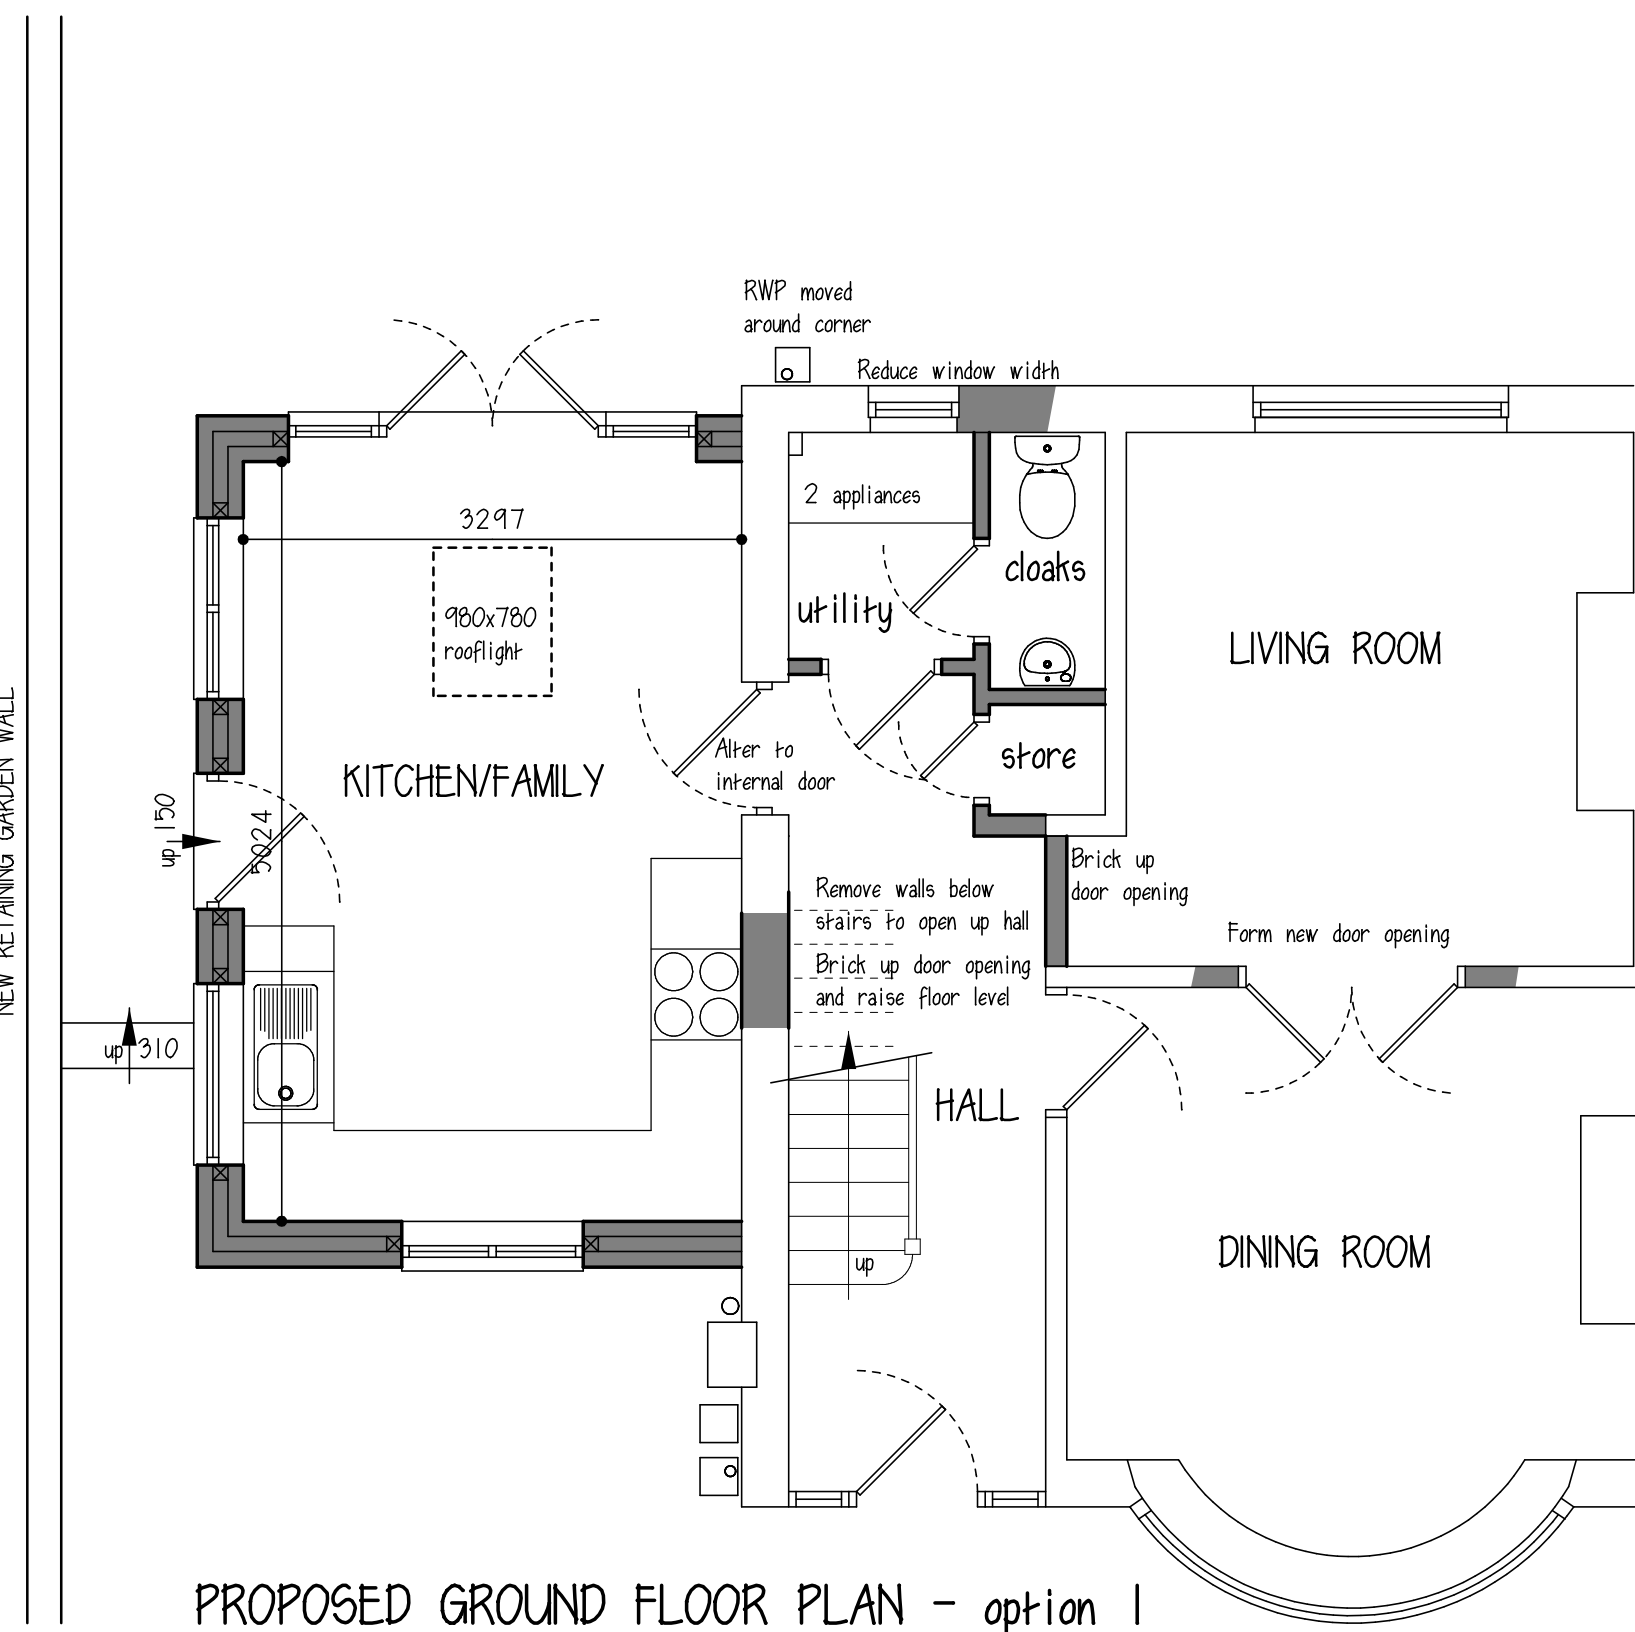 RWP moved
around corner
Reduce window width
2 appliances
3297
cloaks
980x780
rooflight
utility
LIVING ROOM
NEW RETAINING GARDEN WALL
Alter to
internal door
KITCHEN/FAMILY
store
up 150
5024
Brick up
door opening
Remove walls below
stairs to open up hall
Form new door opening
Brick up door opening
and raise floor level
up 310
HALL
DINING ROOM
up
PROPOSED GROUND FLOOR PLAN - option 1